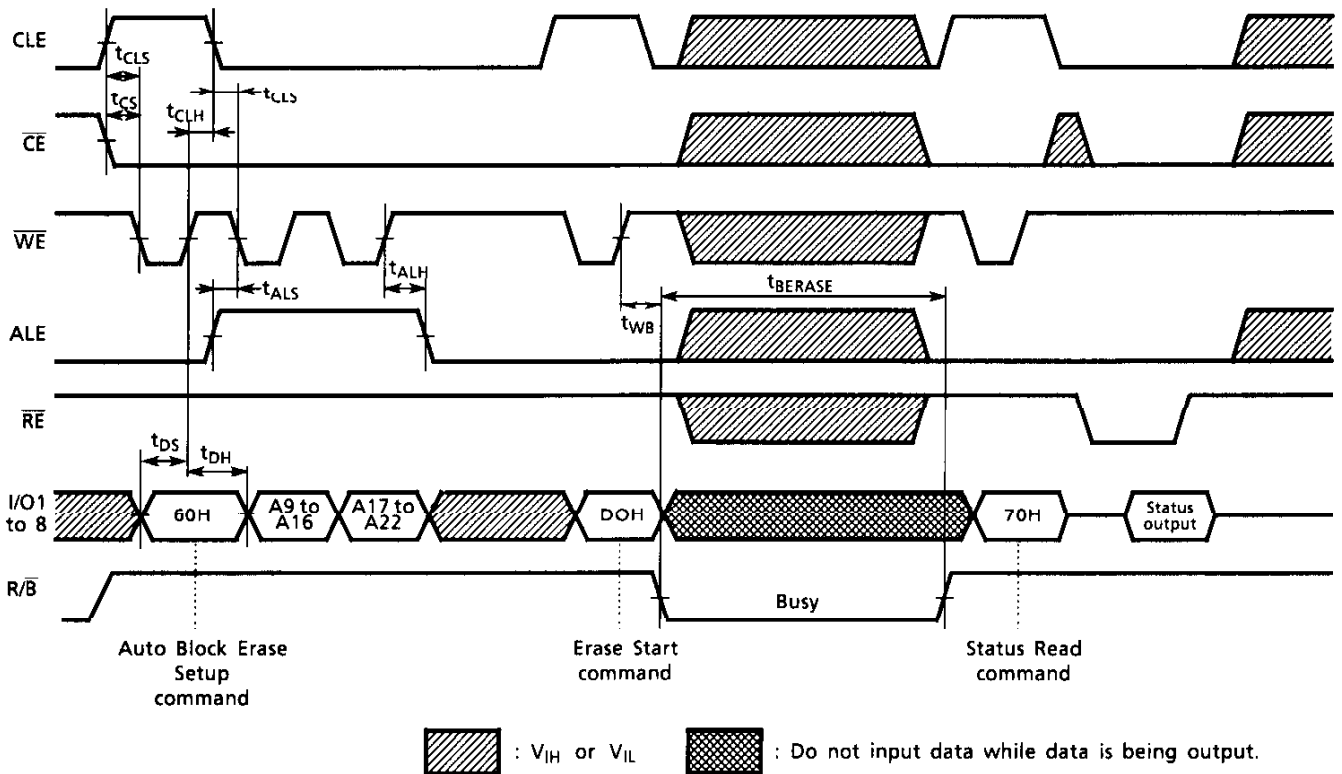 CLE
tCLS
tCS
tCLH
tCLS
CE
WE
tALS
tALH
tWB
tBERASE
ALE
RE
tDS
tDH
I/O1
to 8
60H
A9 to
A16
A17 to
A22
DOH
70H
Status
output
R/B
Busy
Auto Block Erase
Setup
command
Erase Start
command
Status Read
command
: VIH or VIL
: Do not input data while data is being output.